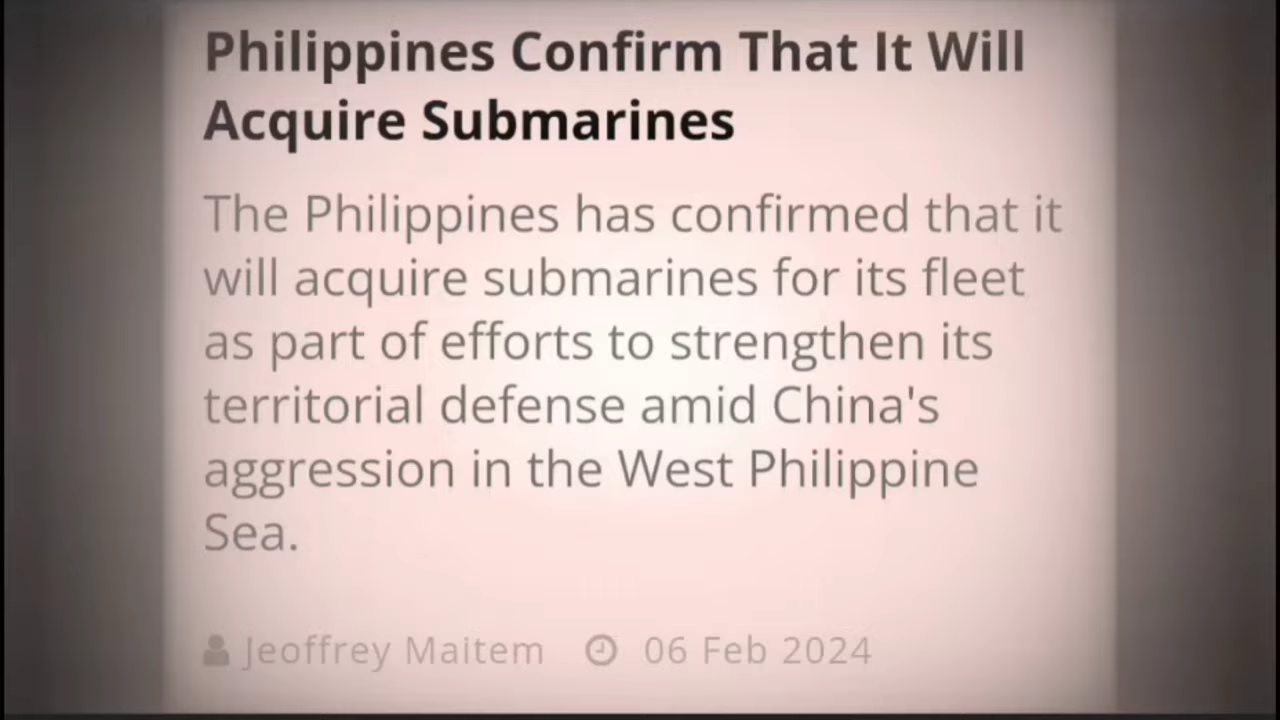 Philippines Confirm That It Will
Acquire Submarines
The Philippines has confirmed that it
will acquire submarines for its fleet
as part of efforts to strengthen its
territorial defense amid China's
aggression in the West Philippine
Sea.
Jeoffrey Maitem 06 Feb 2024